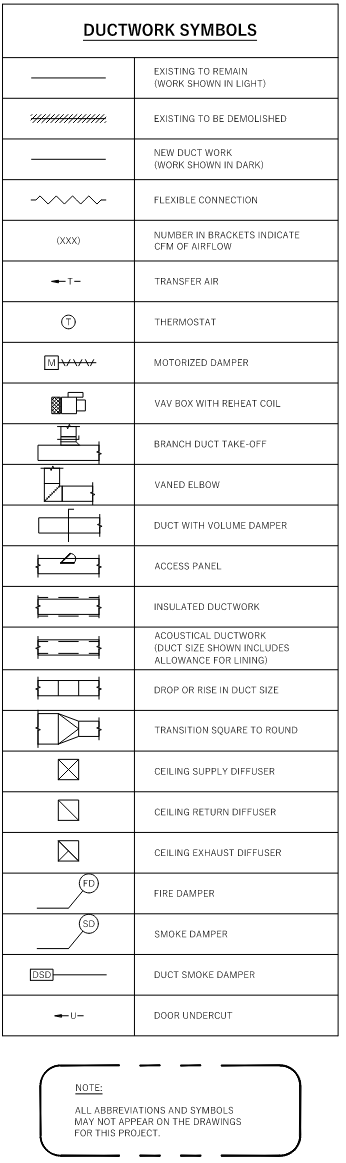 DUCTWORK SYMBOLS
EXISTING TO REMAIN
(WORK SHOWN IN LIGHT)
EXISTING TO BE DEMOLISHED
NEW DUCT WORK
(WORK SHOWN IN DARK)
FLEXIBLE CONNECTION
(XXX)
NUMBER IN BRACKETS INDICATE
CFM OF AIRFLOW
T
TRANSFER AIR
T
THERMOSTAT
M
MOTORIZED DAMPER
VAV BOX WITH REHEAT COIL
BRANCH DUCT TAKE-OFF
VANED ELBOW
DUCT WITH VOLUME DAMPER
ACCESS PANEL
INSULATED DUCTWORK
ACOUSTICAL DUCTWORK
(DUCT SIZE SHOWN INCLUDES
ALLOWANCE FOR LINING)
DROP OR RISE IN DUCT SIZE
TRANSITION SQUARE TO ROUND
CEILING SUPPLY DIFFUSER
CEILING RETURN DIFFUSER
CEILING EXHAUST DIFFUSER
FD
FIRE DAMPER
SD
SMOKE DAMPER
DSD
DUCT SMOKE DAMPER
U
DOOR UNDERCUT
NOTE:
ALL ABBREVIATIONS AND SYMBOLS
MAY NOT APPEAR ON THE DRAWINGS
FOR THIS PROJECT.